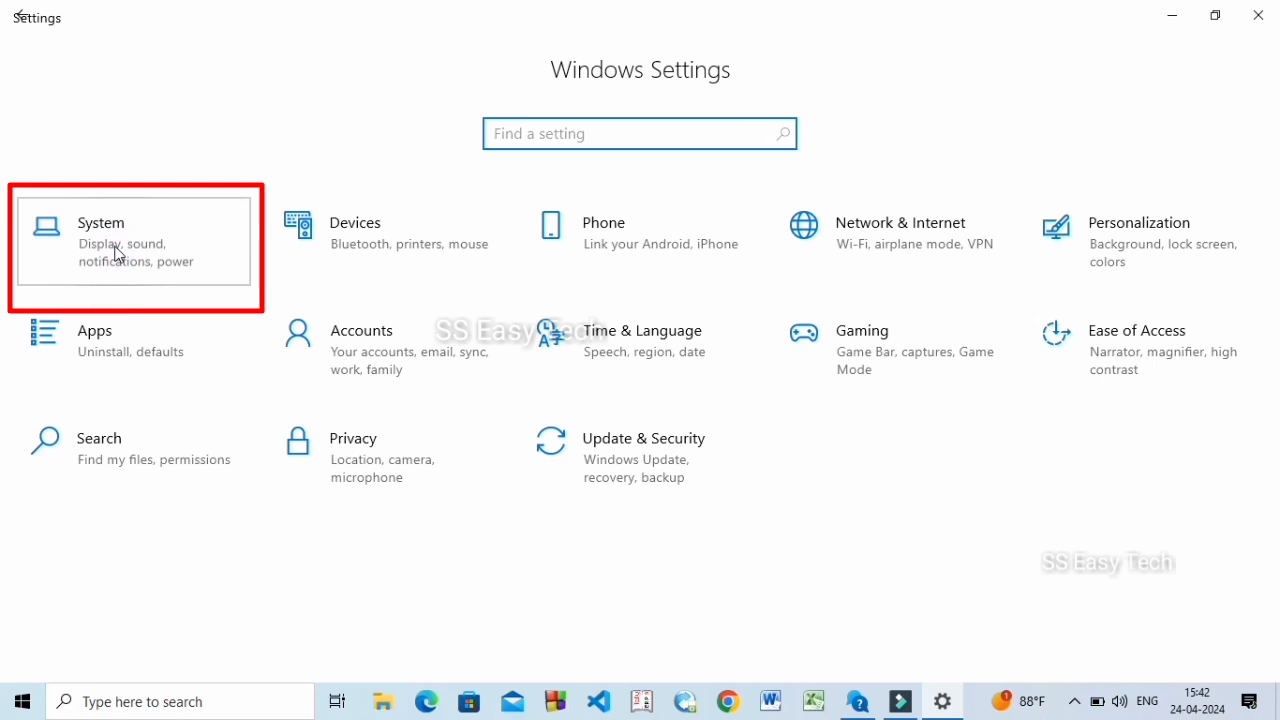 Settings
Windows Settings
Find a setting
System
Display, sound,
notifications, power
Devices
Bluetooth, printers, mouse
Phone
Link your Android, iPhone
Network & Internet
Wi-Fi, airplane mode, VPN
Personalization
Background, lock screen,
colors
Apps
Uninstall, defaults
Accounts
Your accounts, email, sync,
work, family
SS Easy Tech
Time & Language
Speech, region, date
Gaming
Game Bar, captures, Game
Mode
Ease of Access
Narrator, magnifier, high
contrast
Search
Find my files, permissions
Privacy
Location, camera,
microphone
Update & Security
Windows Update,
recovery, backup
SS Easy Tech
Type here to search
88°F
ENG
15:42
24-04-2024